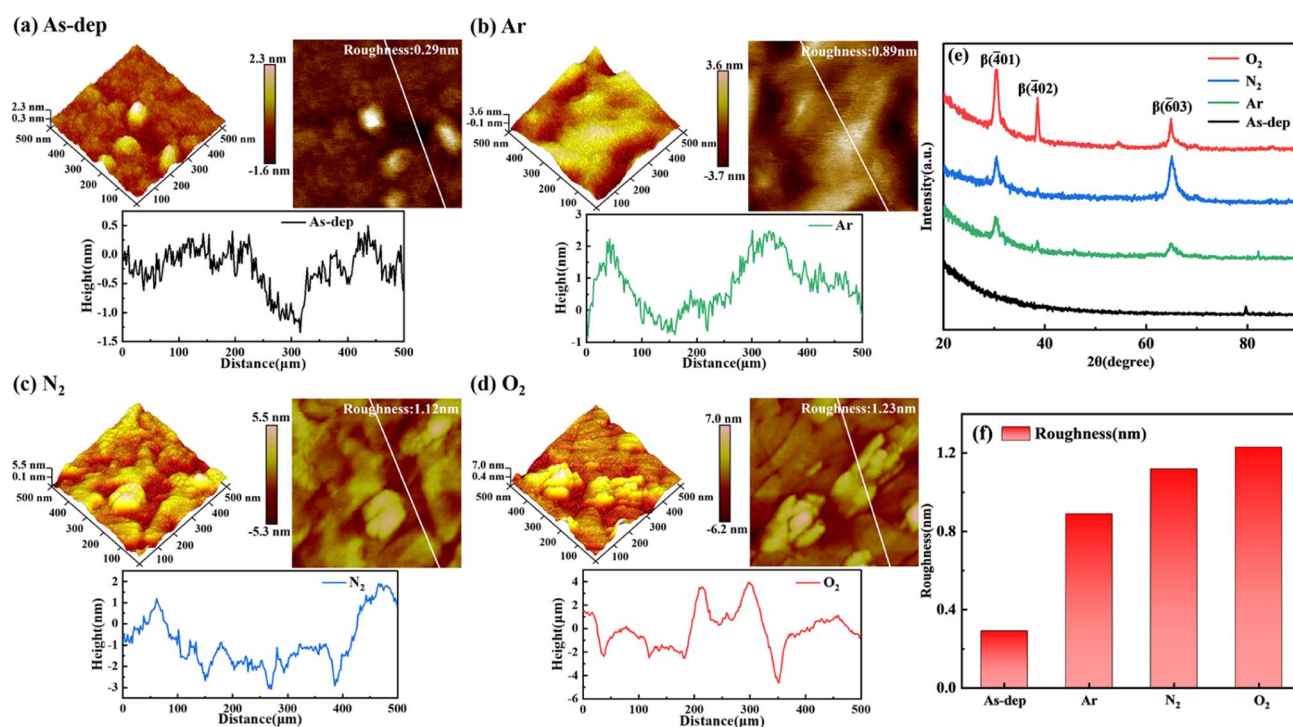 (a) As-dep
2.3 nm
0.3 nm
500 nm
400
300
200
100
100
200
300
400
500 nm
2.3 nm
-1.6 nm
Roughness:0.29nm
As-dep
Height(nm)
0.5
0.0
-0.5
-1.0
-1.5
0
100
200
300
400
500
Distance(μm)
(b) Ar
3.6 nm
-0.1 nm
500 nm
400
300
200
100
100
200
300
400
500 nm
3.6 nm
-3.7 nm
Roughness:0.89nm
Ar
Height(nm)
3
2
1
0
-1
0
100
200
300
400
500
Distance(μm)
(c) N₂
5.5 nm
0.1 nm
500 nm
400
300
200
100
100
200
300
400
500 nm
5.5 nm
-5.3 nm
Roughness:1.12nm
N₂
Height(nm)
2
1
0
-1
-2
-3
0
100
200
300
400
500
Distance(μm)
(d) O₂
7.0 nm
0.4 nm
500 nm
400
300
200
100
100
200
300
400
500 nm
7.0 nm
-6.2 nm
Roughness:1.23nm
O₂
Height(μm)
4
2
0
-2
-4
-6
0
100
200
300
400
500
Distance(μm)
(e)
β(4̅01)
β(4̅02)
β(6̅03)
O₂
N₂
Ar
As-dep
Intensity(a.u.)
20
40
60
80
2θ(degree)
(f)
Roughness(nm)
Roughness(nm)
1.2
0.8
0.4
0.0
As-dep
Ar
N₂
O₂